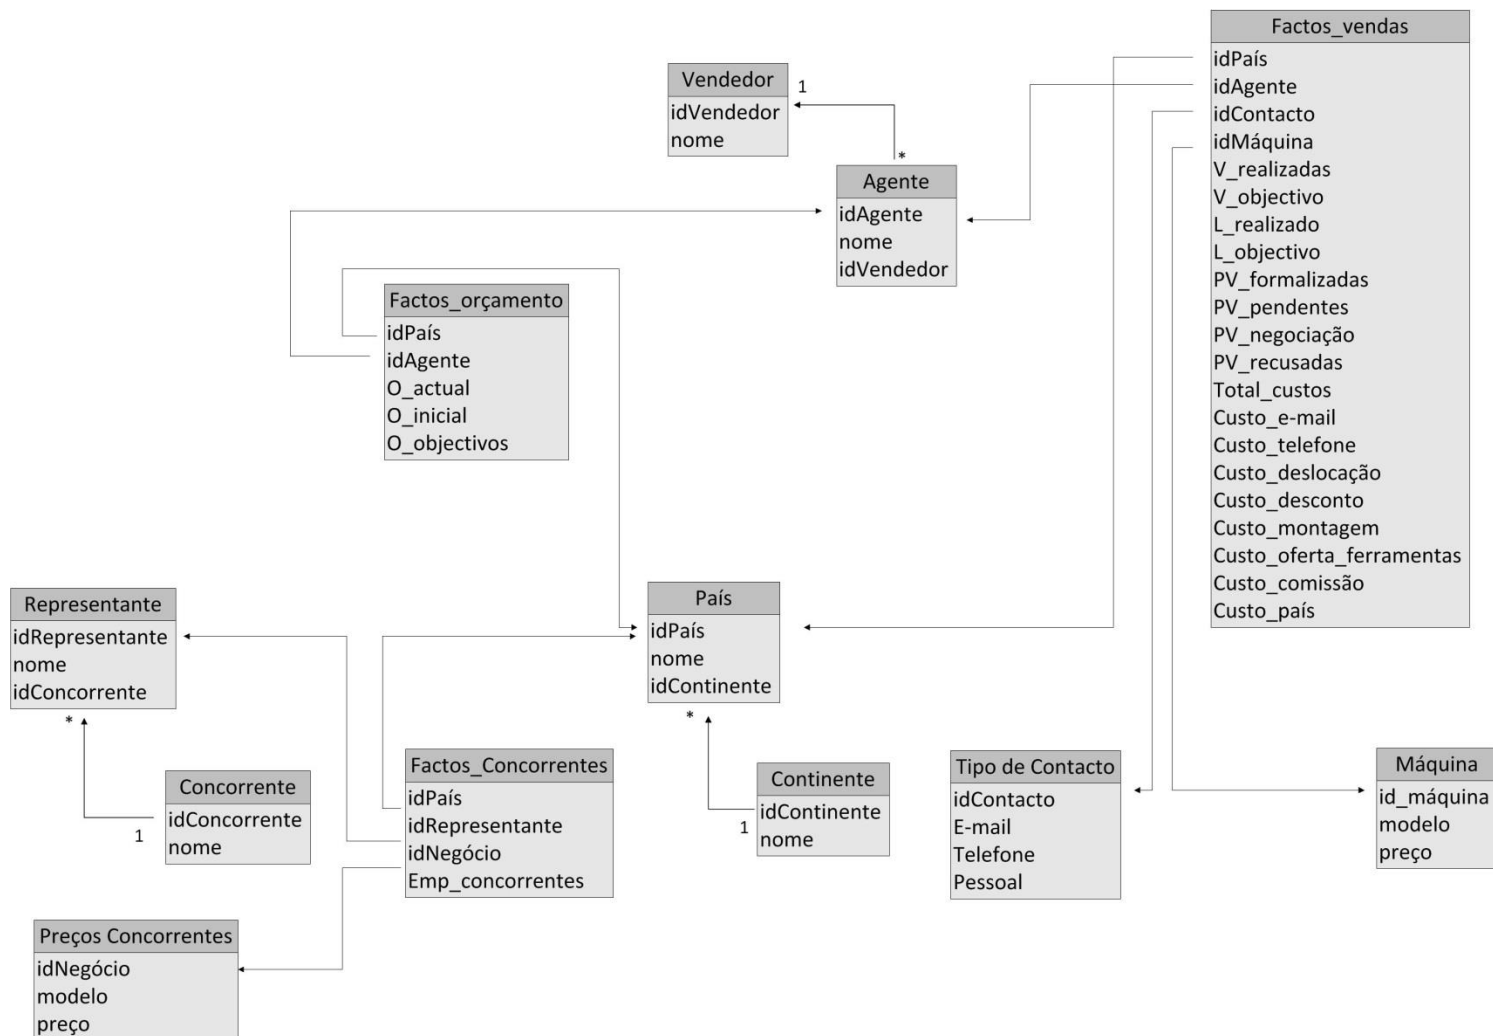 Factos_vendas
idPaís
idAgente
idContacto
idMáquina
V_realizadas
V_objectivo
L_realizado
L_objectivo
PV_formalizadas
PV_pendentes
PV_negociação
PV_recusadas
Total_custos
Custo_e-mail
Custo_telefone
Custo_deslocação
Custo_desconto
Custo_montagem
Custo_oferta_ferramentas
Custo_comissão
Custo_país
Vendedor
idVendedor
nome
1
*
Agente
idAgente
nome
idVendedor
Factos_orçamento
idPaís
idAgente
O_actual
O_inicial
O_objectivos
Representante
idRepresentante
nome
idConcorrente
*
1
Concorrente
idConcorrente
nome
País
idPaís
nome
idContinente
*
1
Continente
idContinente
nome
Factos_Concorrentes
idPaís
idRepresentante
idNegócio
Emp_concorrentes
Tipo de Contacto
idContacto
E-mail
Telefone
Pessoal
Máquina
id_máquina
modelo
preço
Preços Concorrentes
idNegócio
modelo
preço